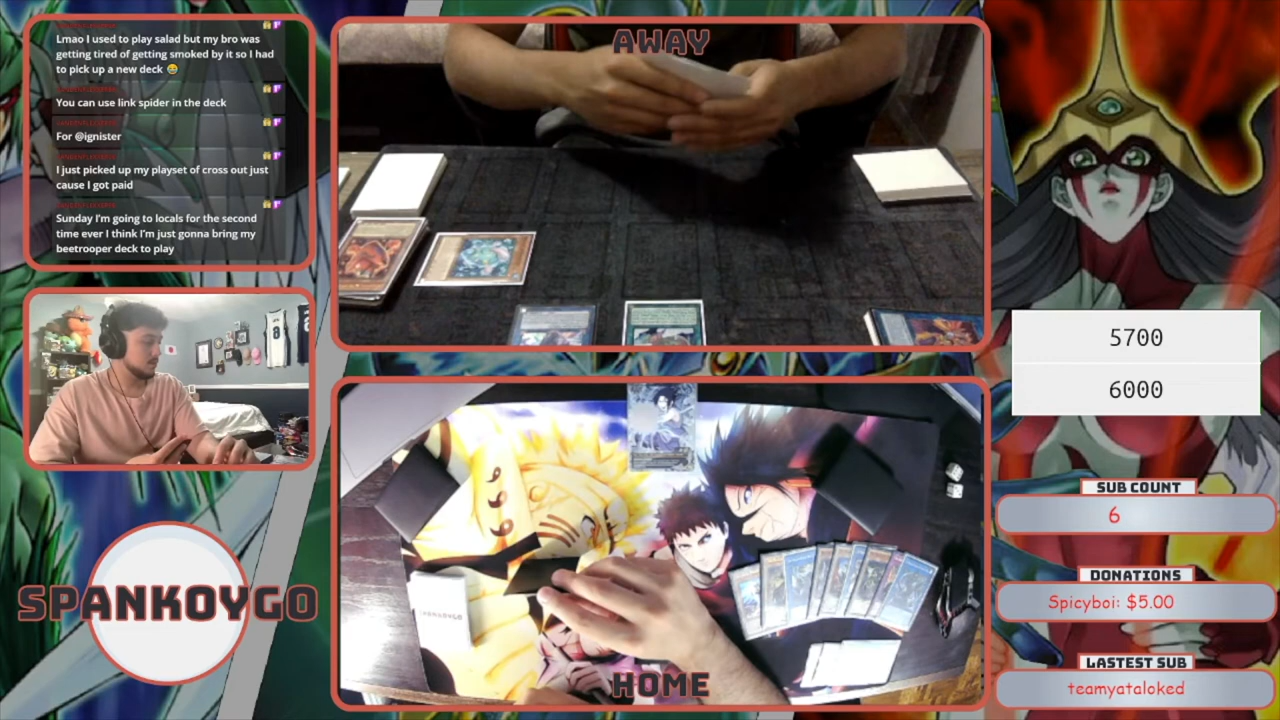 Lmao I used to play salad but my bro was
getting tired of getting smoked by it so I had
to pick up a new deck 😂
You can use link spider in the deck
For @ignister
I just picked up my playset of cross out just
cause I got paid
Sunday I'm going to locals for the second
time ever I think I'm just gonna bring my
beetrooper deck to play
AWAY
5700
6000
SUB COUNT
6
DONATIONS
Spicyboi: $5.00
LASTEST SUB
teamyataloked
SPANKOYGO
HOME